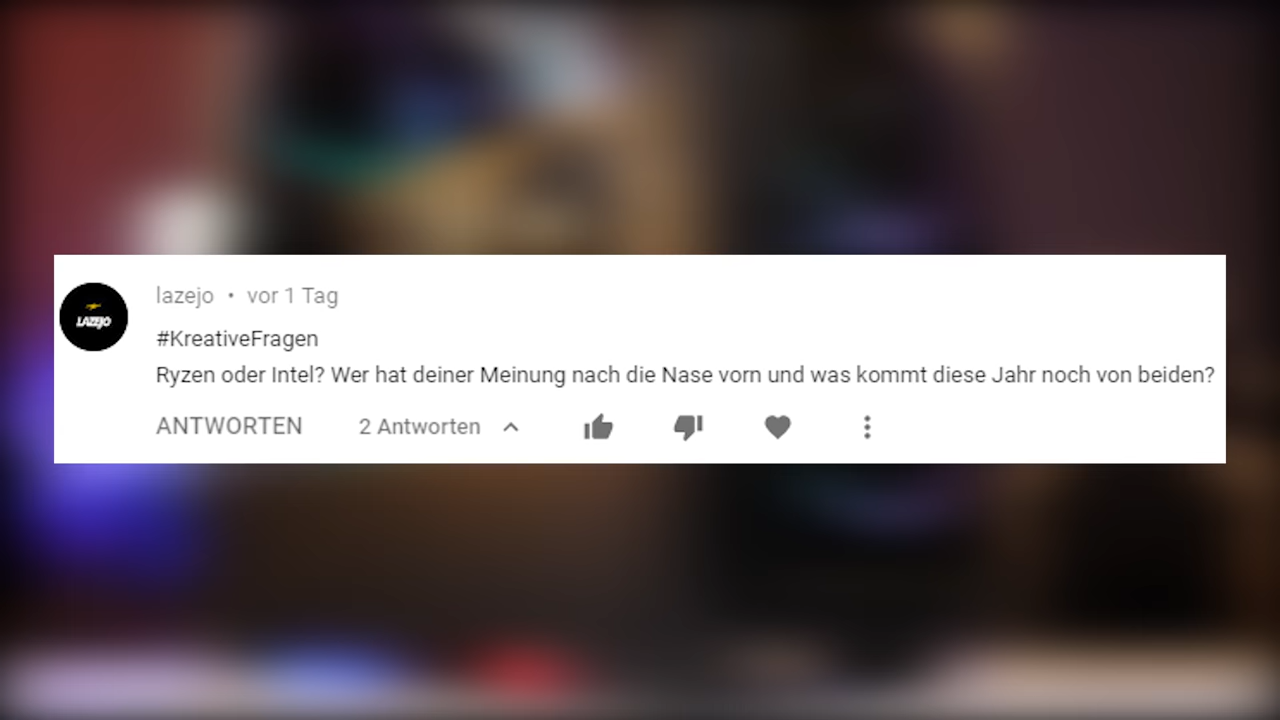 LAZEJO
lazejo • vor 1 Tag
#KreativeFragen
Ryzen oder Intel? Wer hat deiner Meinung nach die Nase vorn und was kommt diese Jahr noch von beiden?
ANTWORTEN 2 Antworten